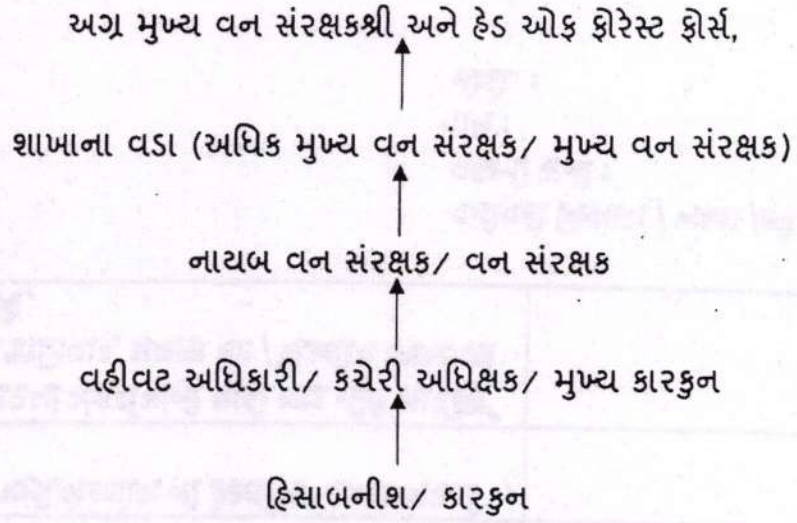 અગ્ર મુખ્ય વન સંરક્ષકશ્રી અને હેડ ઓફ ફોરેસ્ટ ફોર્સ,
શાખાના વડા (અધિક મુખ્ય વન સંરક્ષક/ મુખ્ય વન સંરક્ષક)
નાયબ વન સંરક્ષક/ વન સંરક્ષક
વહીવટ અધિકારી/ કચેરી અધિક્ષક/ મુખ્ય કારકુન
હિસાબનીશ/ કારકુન